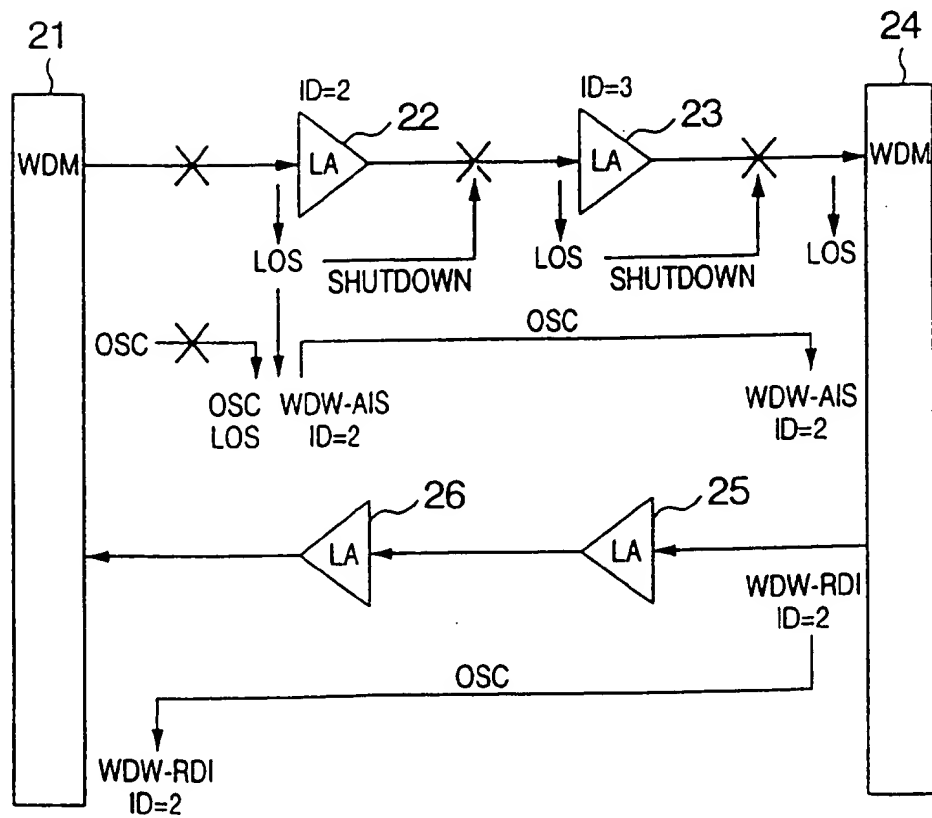 21
24
ID=2
22
ID=3
23
WDM
LA
LA
WDM
LOS
SHUTDOWN
LOS
SHUTDOWN
LOS
OSC
OSC
OSC
LOS
WDW-AIS
ID=2
WDW-AIS
ID=2
26
25
LA
LA
WDW-RDI
ID=2
OSC
WDW-RDI
ID=2